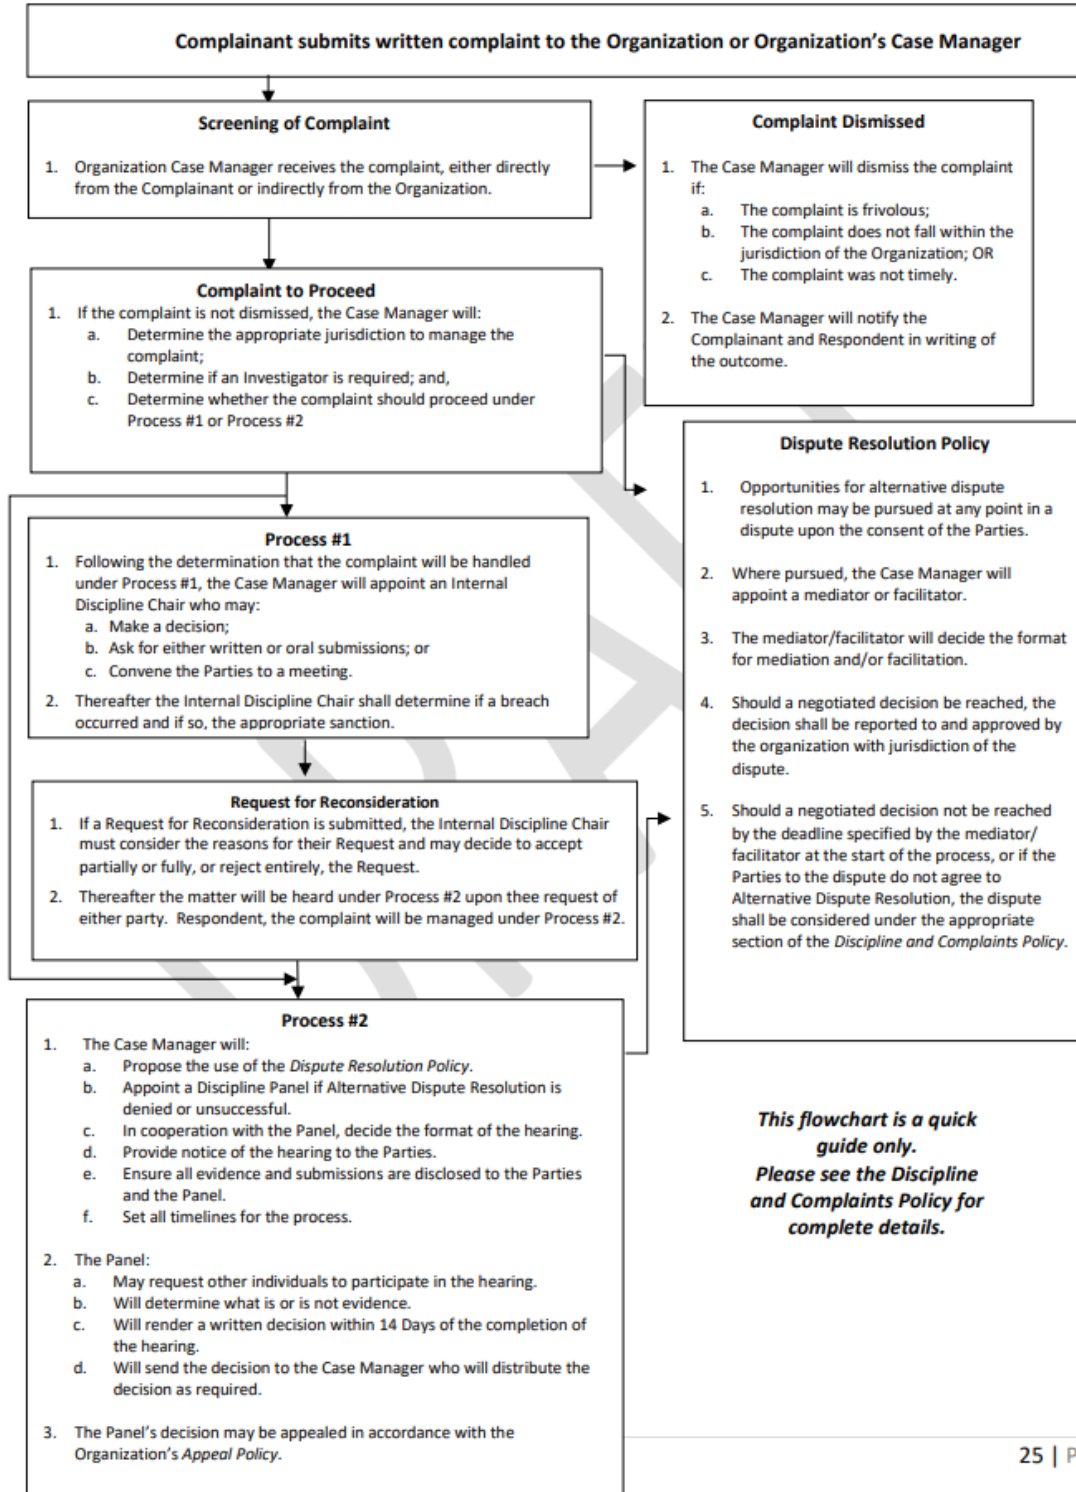 Complainant submits written complaint to the Organization or Organization's Case Manager
Screening of Complaint
1. Organization Case Manager receives the complaint, either directly
from the Complainant or indirectly from the Organization.
Complaint Dismissed
1. The Case Manager will dismiss the complaint
if:
a. The complaint is frivolous;
b. The complaint does not fall within the
jurisdiction of the Organization; OR
c. The complaint was not timely.
2. The Case Manager will notify the
Complainant and Respondent in writing of
the outcome.
Complaint to Proceed
1. If the complaint is not dismissed, the Case Manager will:
a. Determine the appropriate jurisdiction to manage the
complaint;
b. Determine if an Investigator is required; and,
c. Determine whether the complaint should proceed under
Process #1 or Process #2
Dispute Resolution Policy
1. Opportunities for alternative dispute
resolution may be pursued at any point in a
dispute upon the consent of the Parties.
2. Where pursued, the Case Manager will
appoint a mediator or facilitator.
3. The mediator/facilitator will decide the format
for mediation and/or facilitation.
4. Should a negotiated decision be reached, the
decision shall be reported to and approved by
the organization with jurisdiction of the
dispute.
5. Should a negotiated decision not be reached
by the deadline specified by the mediator/
facilitator at the start of the process, or if the
Parties to the dispute do not agree to
Alternative Dispute Resolution, the dispute
shall be considered under the appropriate
section of the Discipline and Complaints Policy.
Process #1
1. Following the determination that the complaint will be handled
under Process #1, the Case Manager will appoint an Internal
Discipline Chair who may:
a. Make a decision;
b. Ask for either written or oral submissions; or
c. Convene the Parties to a meeting.
2. Thereafter the Internal Discipline Chair shall determine if a breach
occurred and if so, the appropriate sanction.
Request for Reconsideration
1. If a Request for Reconsideration is submitted, the Internal Discipline Chair
must consider the reasons for their Request and may decide to accept
partially or fully, or reject entirely, the Request.
2. Thereafter the matter will be heard under Process #2 upon thee request of
either party. Respondent, the complaint will be managed under Process #2.
Process #2
1. The Case Manager will:
a. Propose the use of the Dispute Resolution Policy.
b. Appoint a Discipline Panel if Alternative Dispute Resolution is
denied or unsuccessful.
c. In cooperation with the Panel, decide the format of the hearing.
d. Provide notice of the hearing to the Parties.
e. Ensure all evidence and submissions are disclosed to the Parties
and the Panel.
f. Set all timelines for the process.
2. The Panel:
a. May request other individuals to participate in the hearing.
b. Will determine what is or is not evidence.
c. Will render a written decision within 14 Days of the completion of
the hearing.
d. Will send the decision to the Case Manager who will distribute the
decision as required.
3. The Panel's decision may be appealed in accordance with the
Organization's Appeal Policy.
This flowchart is a quick
guide only.
Please see the Discipline
and Complaints Policy for
complete details.
25 | P